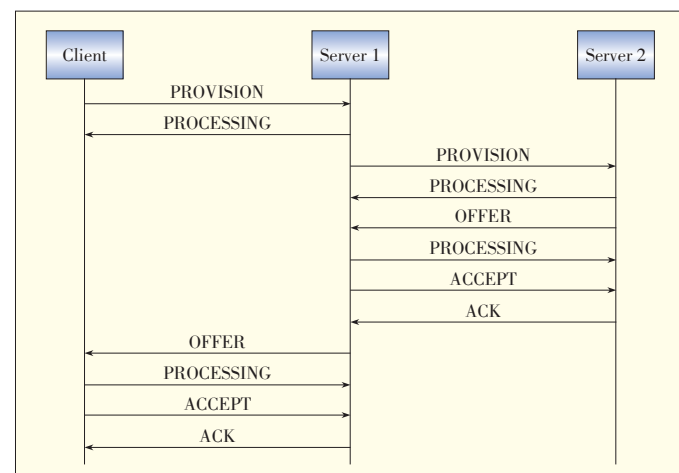 Client Server 1 Server 2
PROVISION
PROCESSING
PROVISION
PROCESSING
OFFER
PROCESSING
ACCEPT
ACK
OFFER
PROCESSING
ACCEPT
ACK